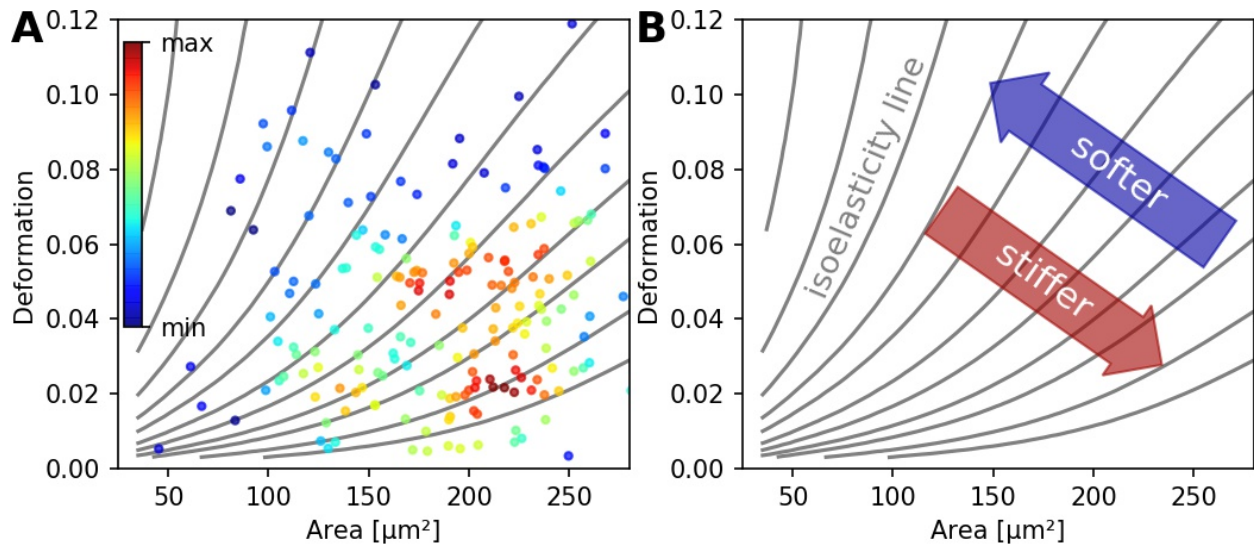 A
B
max
min
0.12
0.10
0.08
0.06
0.04
0.02
0.00
Deformation
50
100
150
200
250
Area [µm²]
0.12
0.10
0.08
0.06
0.04
0.02
0.00
Deformation
isoelasticity line
softer
stiffer
50
100
150
200
250
Area [µm²]